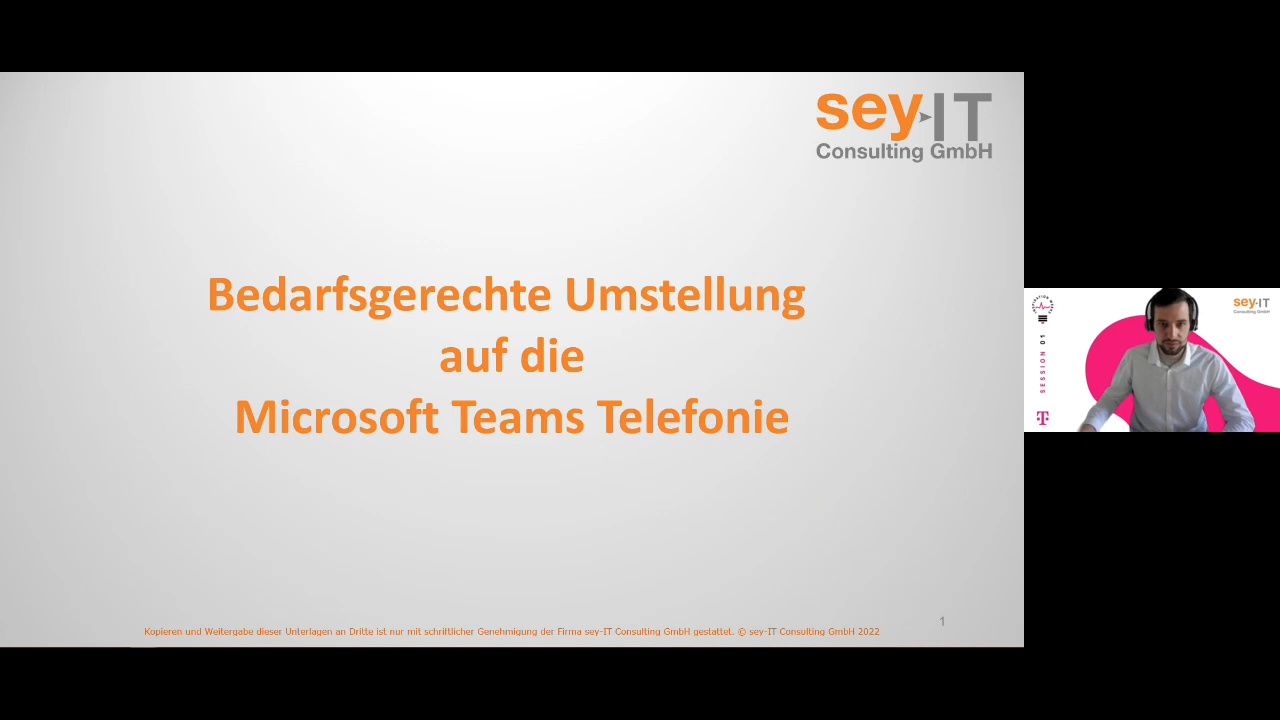 sey-IT
Consulting GmbH
Bedarfsgerechte Umstellung
auf die
Microsoft Teams Telefonie
Kopieren und Weitergabe dieser Unterlagen an Dritte ist nur mit schriftlicher Genehmigung der Firma sey-IT Consulting GmbH gestattet. © sey-IT Consulting GmbH 2022
1
SESSION 01
T
sey-IT
Consulting GmbH